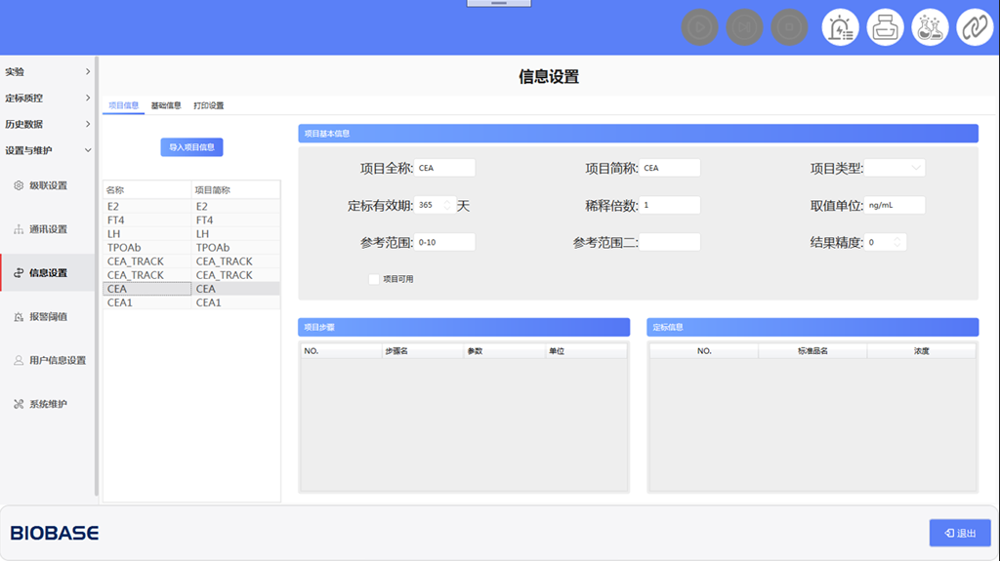 信息设置
实验
定标质控
历史数据
设置与维护
级联设置
通讯设置
信息设置
报警阈值
用户信息设置
系统维护
项目信息 基础信息 打印设置
导入项目信息
名称 项目简称
E2 E2
FT4 FT4
LH LH
TPOAb TPOAb
CEA_TRACK CEA_TRACK
CEA_TRACK CEA_TRACK
CEA CEA
CEA1 CEA1
项目基本信息
项目全称: CEA 项目简称: CEA 项目类型:
定标有效期: 365 天 稀释倍数: 1 取值单位: ng/mL
参考范围: 0-10 参考范围二: 结果精度: 0
项目可用
项目步骤
NO. 步骤名 参数 单位
定标信息
NO. 标准品名 浓度
BIOBASE
退出